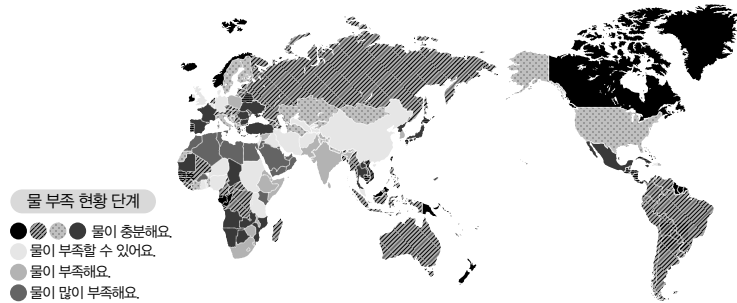 물 부족 현황 단계
물이 충분해요.
물이 부족할 수 있어요.
물이 부족해요.
물이 많이 부족해요.